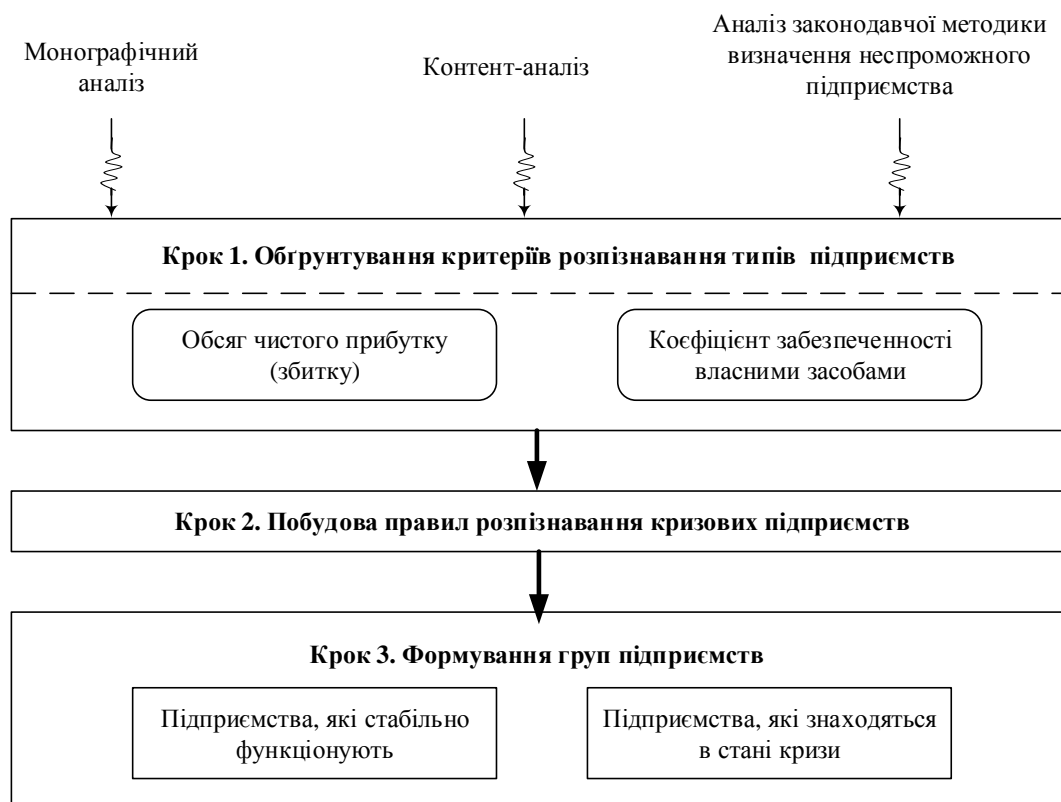 Монографічний
аналіз
Контент-аналіз
Аналіз законодавчої методики
визначення неспроможного
підприємства
Крок 1. Обґрунтування критеріїв розпізнавання типів підприємств
Обсяг чистого прибутку
(збитку)
Коєфіцієнт забезпеченності
власними засобами
Крок 2. Побудова правил розпізнавання кризових підприємств
Крок 3. Формування груп підприємств
Підприємства, які стабільно
функціонують
Підприємства, які знаходяться
в стані кризи